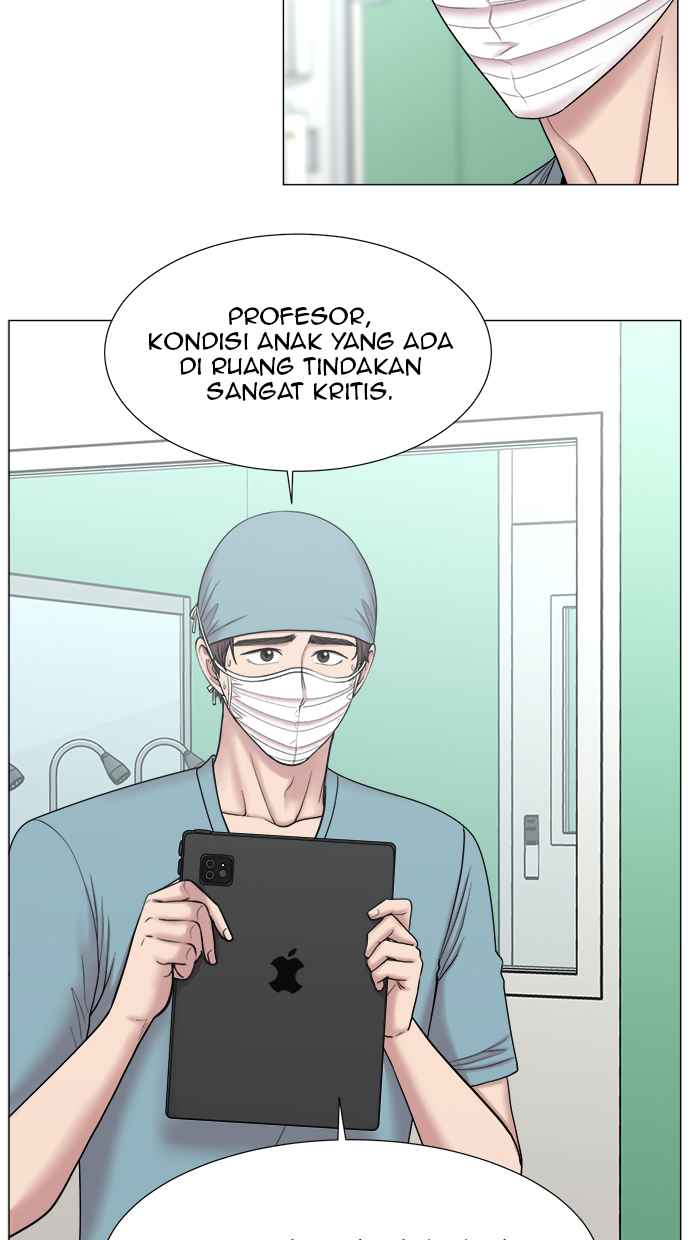 PROFESOR,
KONDISI ANAK YANG ADA
DI RUANG TINDAKAN
SANGAT KRITIS.